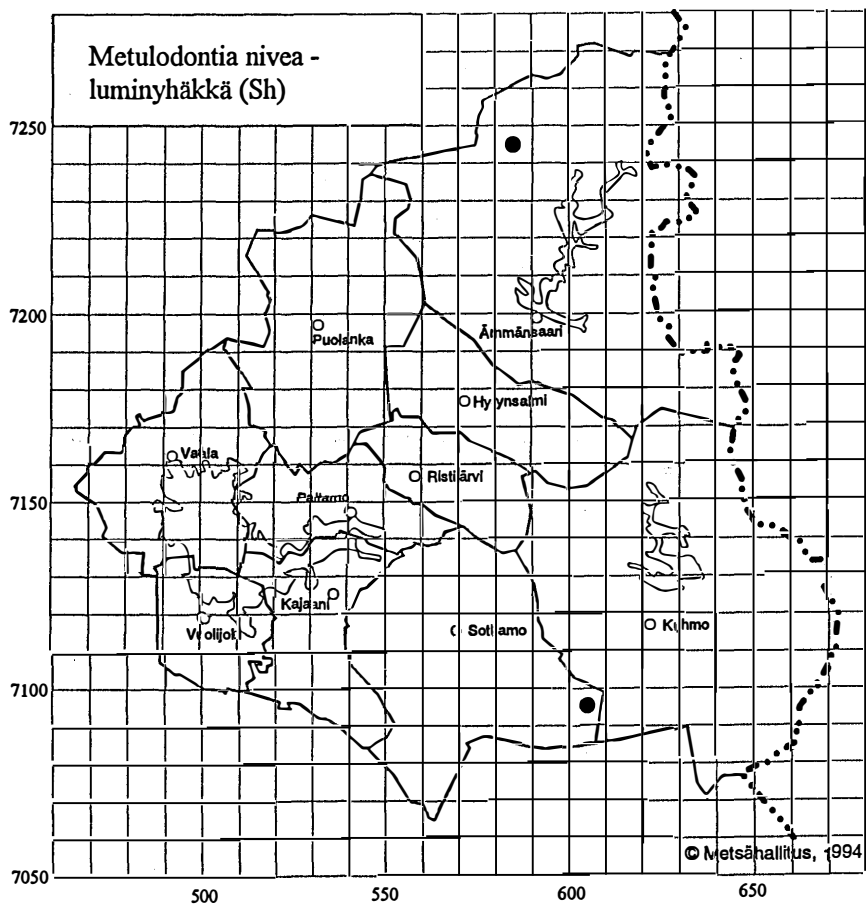 Metulodontia nivea -
luminyhäkkä (Sh)
7250
7200
Ämmänsaari
Puolanka
Hyrynsalmi
Vaala
Ristijärvi
7150
Paltamo
Kajaani
Vuolijoki
Sotkamo
Kuhmo
7100
© Metsähallitus, 1994
7050
500 550 600 650